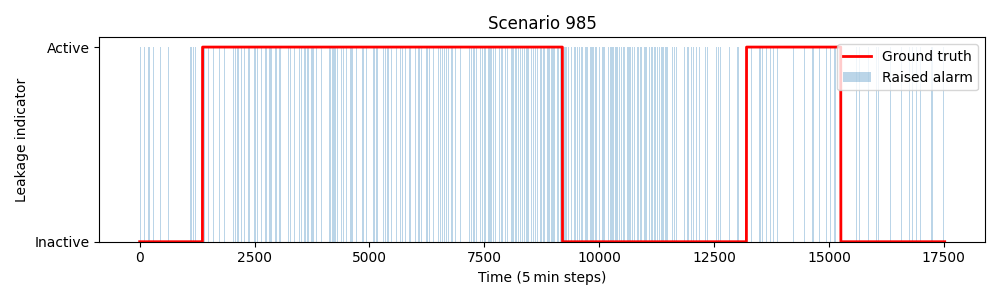 Scenario 985
Active
Inactive
Leakage indicator
Ground truth
Raised alarm
0 2500 5000 7500 10000 12500 15000 17500
Time (5 min steps)